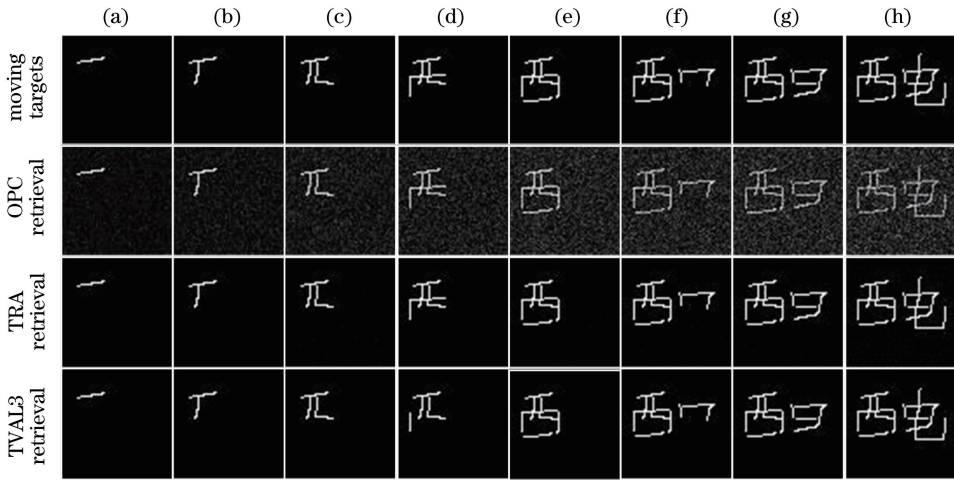 (a) (b) (c) (d) (e) (f) (g) (h)
moving
targets
OPC
retrieval
TRA
retrieval
TVAL3
retrieval